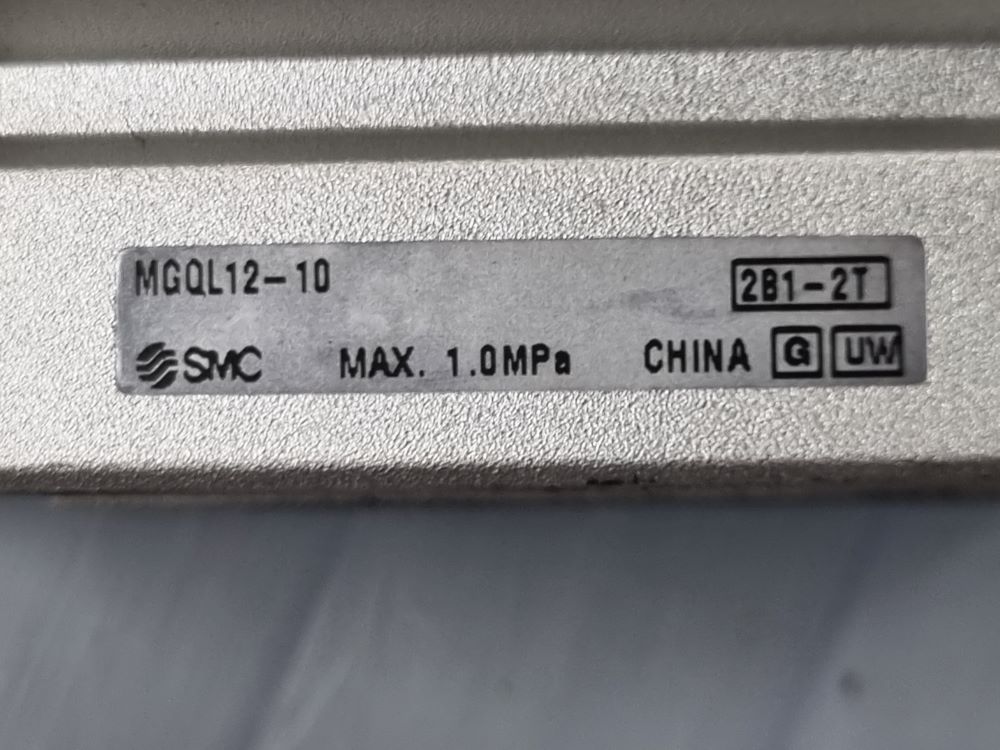 MGQL12-10 2B1-2T
SMC MAX. 1.0MPa CHINA G UW